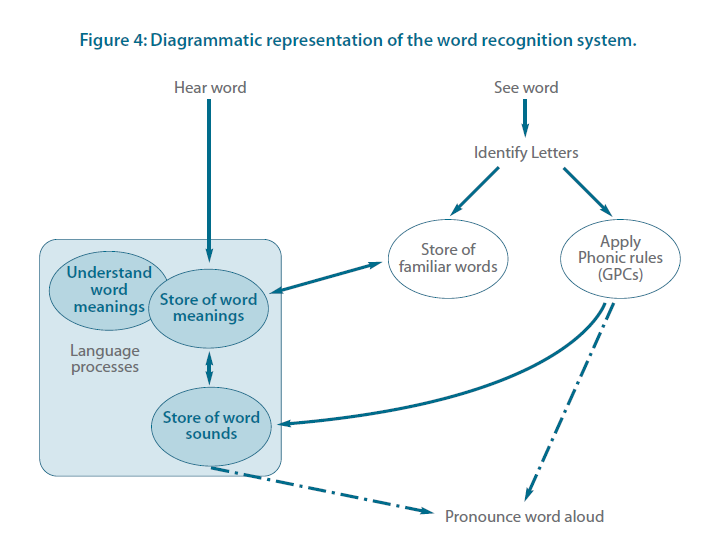 Figure 4: Diagrammatic representation of the word recognition system.
Hear word
See word
Identify Letters
Store of
familiar words
Apply
Phonic rules
(GPCs)
Understand
word
meanings
Store of word
meanings
Language
processes
Store of word
sounds
Pronounce word aloud